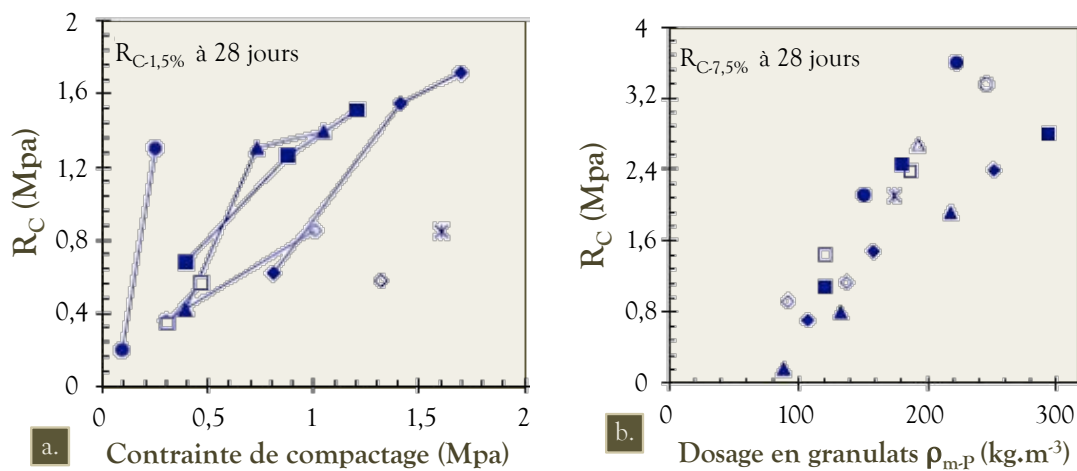 2
1,6
1,2
0,8
0,4
0
R_C (Mpa)
R_C-1,5% à 28 jours
0 0,5 1 1,5 2
a. Contrainte de compactage (Mpa)
4
3,2
2,4
1,6
0,8
0
R_C (Mpa)
R_C-7,5% à 28 jours
0 100 200 300
b. Dosage en granulats ρ_m-P (kg.m⁻³)